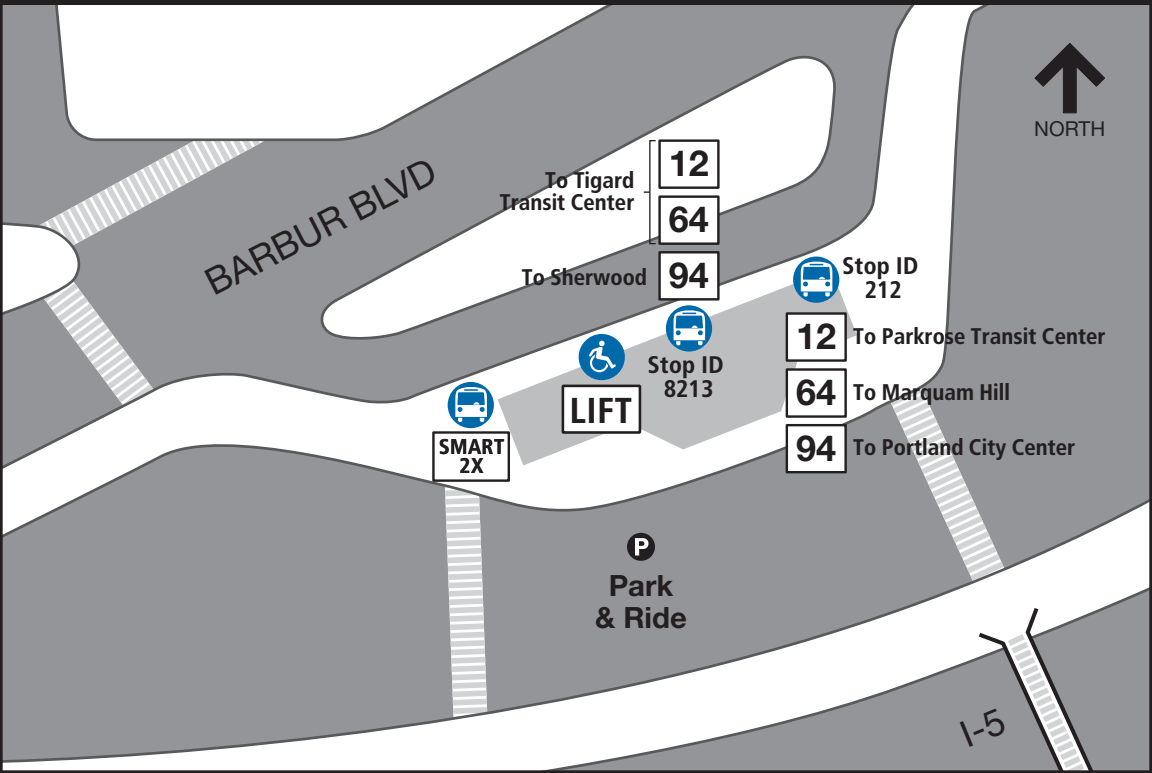 NORTH
BARBUR BLVD
To Tigard
Transit Center
12
64
To Sherwood
94
Stop ID
8213
Stop ID
212
12 To Parkrose Transit Center
64 To Marquam Hill
94 To Portland City Center
LIFT
SMART
2X
P
Park
& Ride
I-5